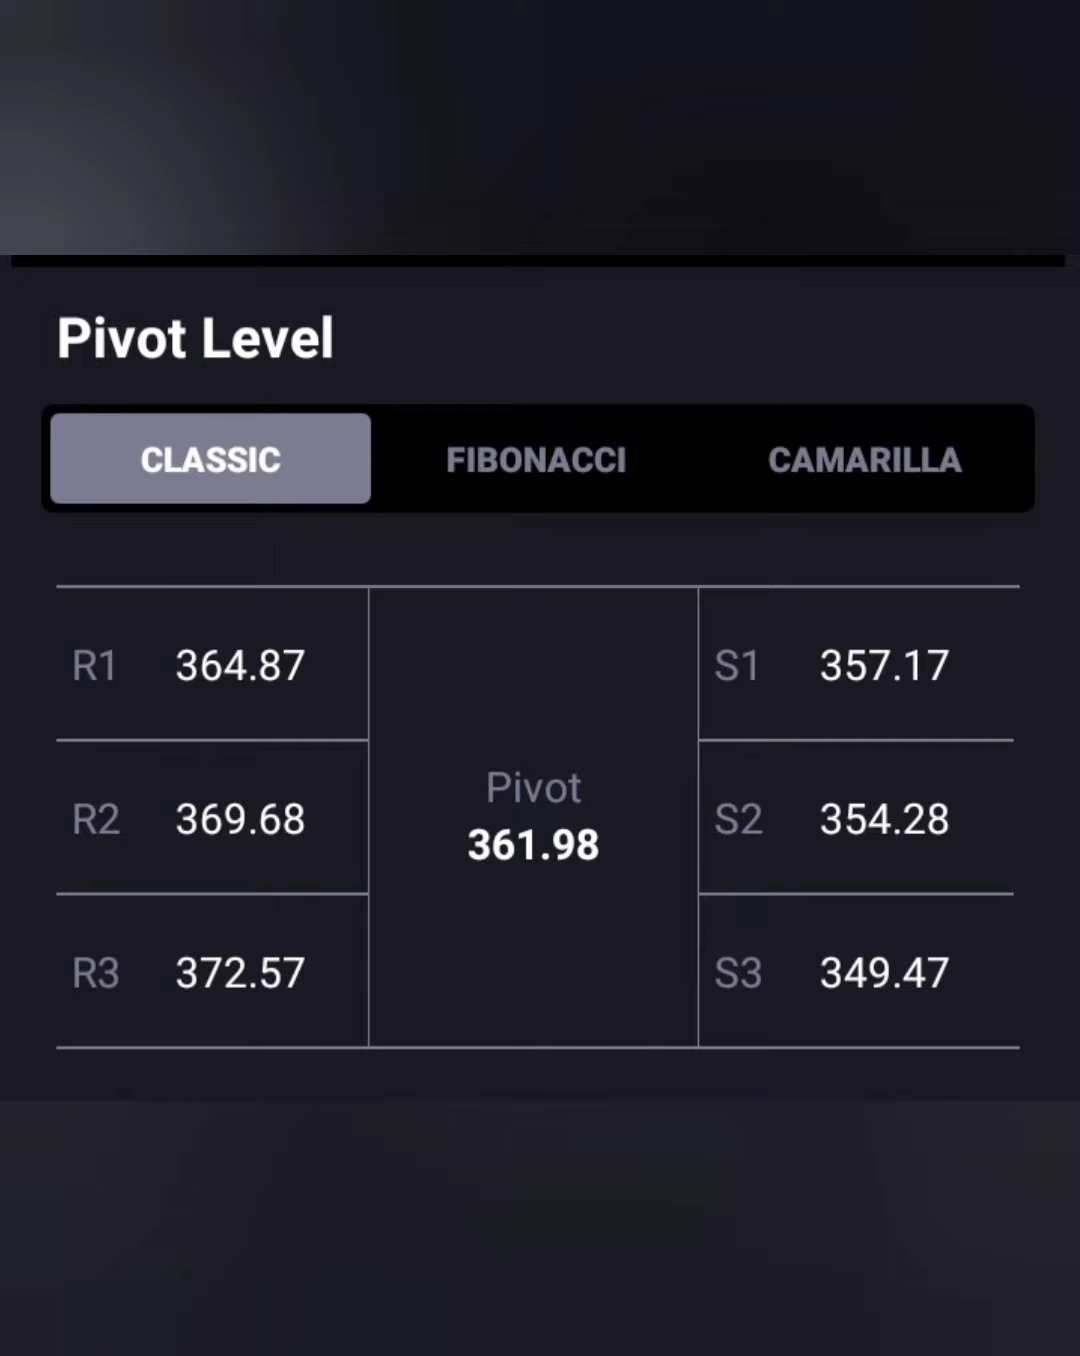 Pivot Level
CLASSIC FIBONACCI CAMARILLA
R1 364.87 S1 357.17
Pivot
R2 369.68 361.98 S2 354.28
R3 372.57 S3 349.47